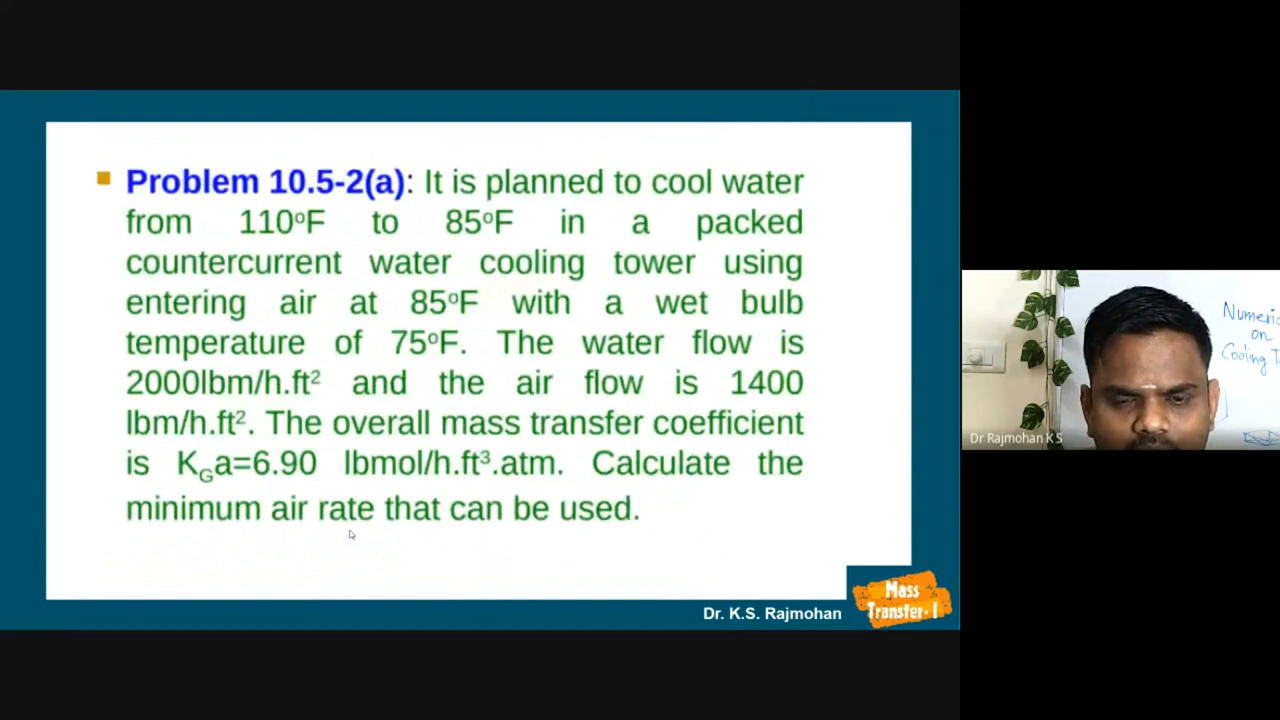 Problem 10.5-2(a): It is planned to cool water
from 110°F to 85°F in a packed
countercurrent water cooling tower using
entering air at 85°F with a wet bulb
temperature of 75°F. The water flow is
2000lbm/h.ft² and the air flow is 1400
lbm/h.ft². The overall mass transfer coefficient
is KGa=6.90 lbmol/h.ft³.atm. Calculate the
minimum air rate that can be used.
Dr. K.S. Rajmohan
Mass
Transfer-I
Numeric
on
Cooling T
Dr Rajmohan K S